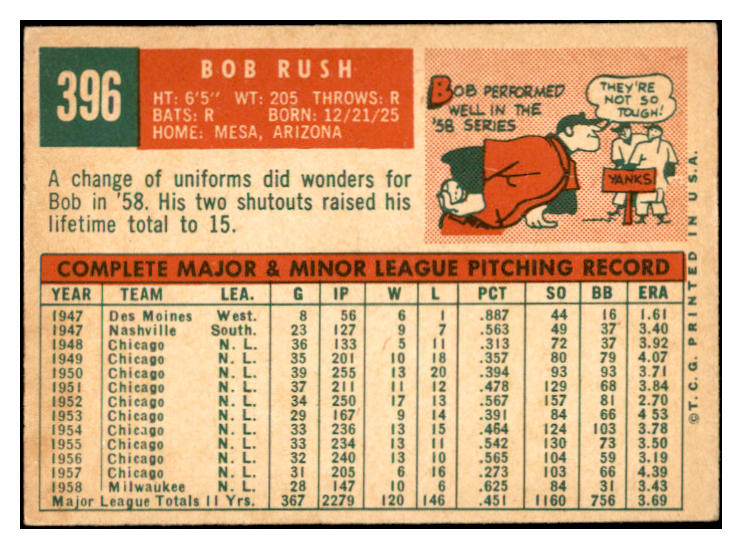 396
BOB RUSH
HT: 6'5" WT: 205 THROWS: R
BATS: R BORN: 12/21/25
HOME: MESA, ARIZONA
A change of uniforms did wonders for
Bob in '58. His two shutouts raised his
lifetime total to 15.
BOB PERFORMED
WELL IN THE
'58 SERIES
THEY'RE
NOT SO
TOUGH!
YANKS
COMPLETE MAJOR & MINOR LEAGUE PITCHING RECORD
YEAR TEAM LEA. G IP W L PCT SO BB ERA
1947 Des Moines West. 8 56 6 1 .887 44 16 1.61
1947 Nashville South. 23 127 9 7 .563 49 37 3.40
1948 Chicago N. L. 36 133 5 11 .313 72 37 3.92
1949 Chicago N. L. 35 201 10 18 .357 80 79 4.07
1950 Chicago N. L. 39 255 13 20 .394 93 93 3.71
1951 Chicago N. L. 37 211 11 12 .478 129 68 3.84
1952 Chicago N. L. 34 250 17 13 .567 157 81 2.70
1953 Chicago N. L. 29 167 9 14 .391 84 66 4 53
1954 Chicago N. L. 33 236 13 15 .464 124 103 3.78
1955 Chicago N. L. 33 234 13 11 .542 130 73 3.50
1956 Chicago N. L. 32 240 13 10 .565 104 59 3.19
1957 Chicago N. L. 31 205 6 16 .273 103 66 4.39
1958 Milwaukee N. L. 28 147 10 6 .625 84 31 3.43
Major League Totals 11 Yrs. 367 2279 120 146 .451 1160 756 3.69
©T. C. G. PRINTED IN U.S.A.